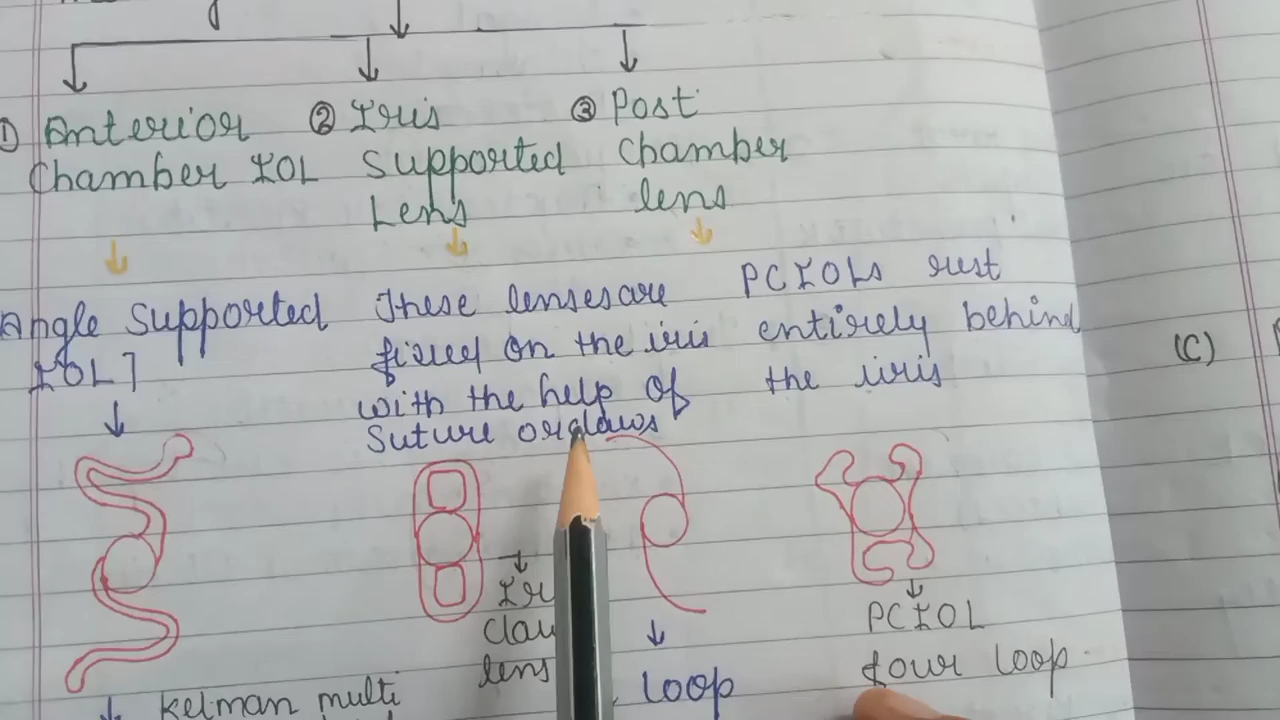 ① Anterior
Chamber IOL
② Iris
Supported
Lens
③ Post
Chamber
lens
Angle Supported
IOL]
These lenses are
fixed on the iris
with the help of
Suture or claws
PCIOLs rest
entirely behind
the iris
(C)
Kelman multi
lens
loop
PCIOL
four loop